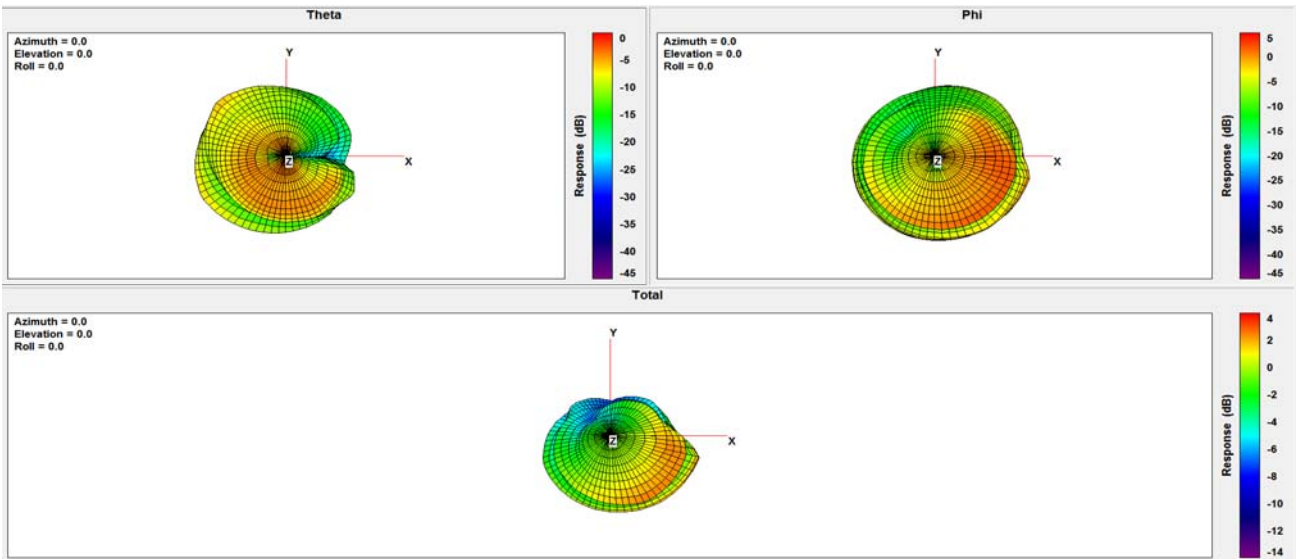 Theta
Azimuth = 0.0
Elevation = 0.0
Roll = 0.0
Y
X
Z
Response (dB)
0
-5
-10
-15
-20
-25
-30
-35
-40
-45
Phi
Azimuth = 0.0
Elevation = 0.0
Roll = 0.0
Y
X
Z
Response (dB)
5
0
-5
-10
-15
-20
-25
-30
-35
-40
-45
Total
Azimuth = 0.0
Elevation = 0.0
Roll = 0.0
Y
X
Z
Response (dB)
4
2
0
-2
-4
-6
-8
-10
-12
-14